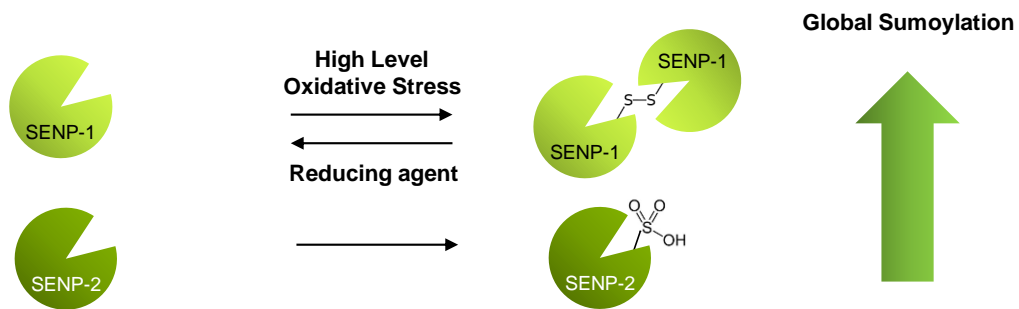 Global Sumoylation
High Level
Oxidative Stress
SENP-1
SENP-1
S S
SENP-1
Reducing agent
O O
S
OH
SENP-2
SENP-2